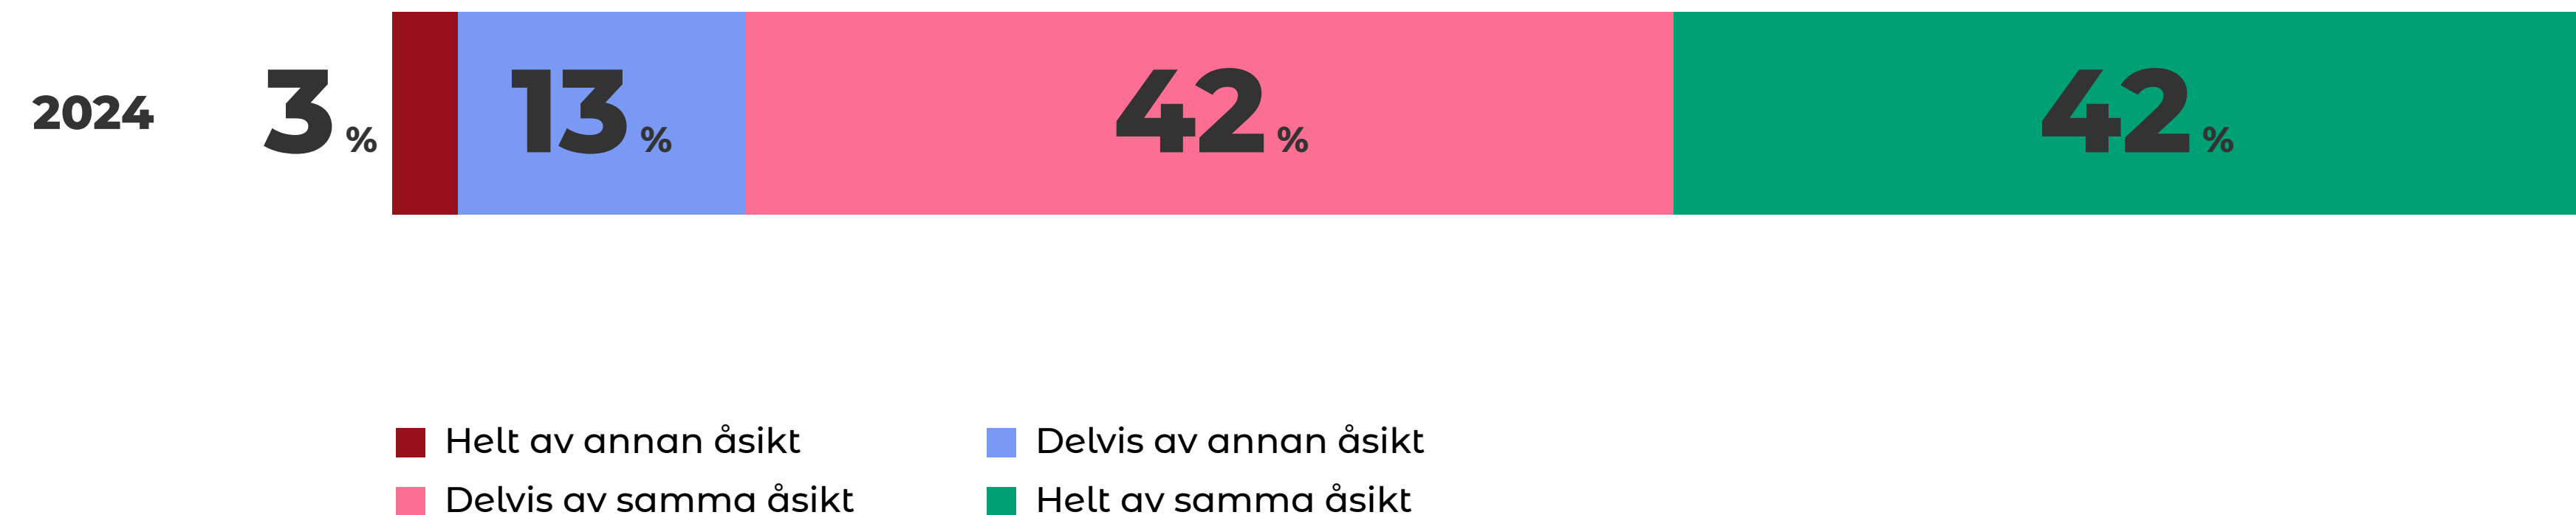 2024 3 % 13 % 42 % 42 %
Helt av annan åsikt Delvis av annan åsikt
Delvis av samma åsikt Helt av samma åsikt